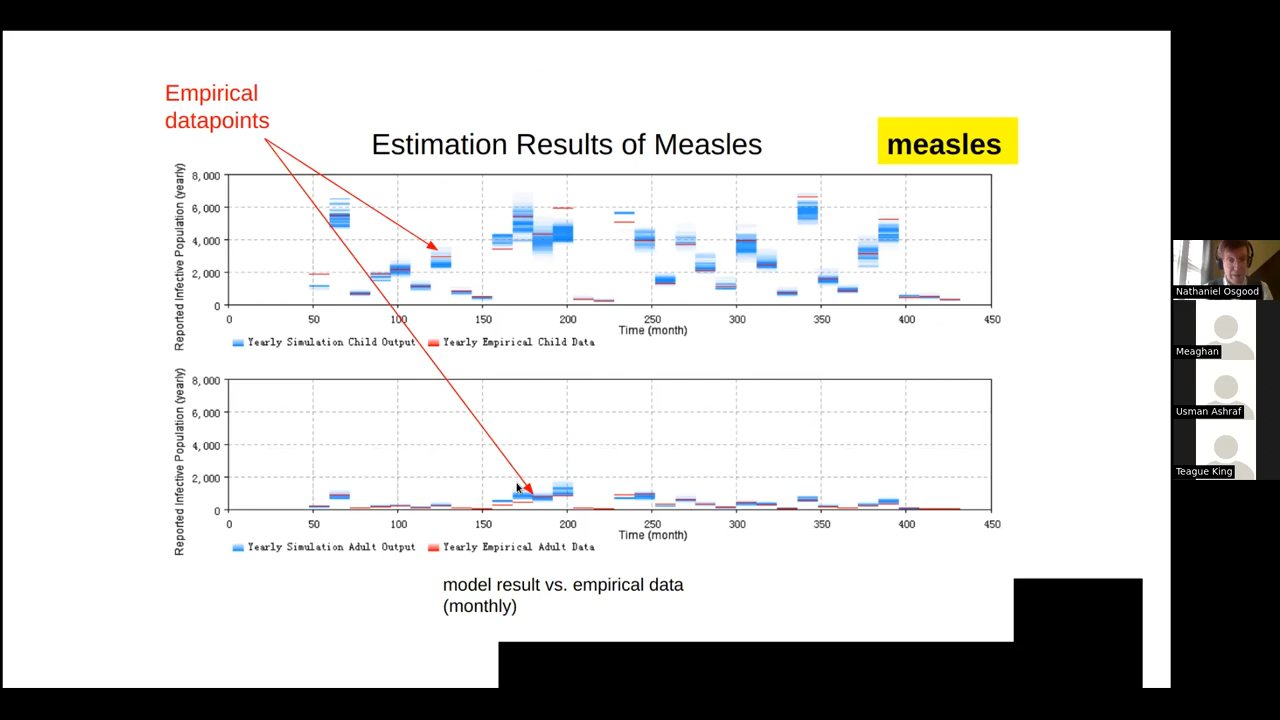 Empirical
datapoints
Estimation Results of Measles
measles
Reported Infective Population (yearly)
8,000
6,000
4,000
2,000
0
0 50 100 150 200 250 300 350 400 450
Time (month)
Yearly Simulation Child Output Yearly Empirical Child Data
Reported Infective Population (yearly)
8,000
6,000
4,000
2,000
0
0 50 100 150 200 250 300 350 400 450
Time (month)
Yearly Simulation Adult Output Yearly Empirical Adult Data
model result vs. empirical data
(monthly)
Nathaniel Osgood
Meaghan
Usman Ashraf
Teague King